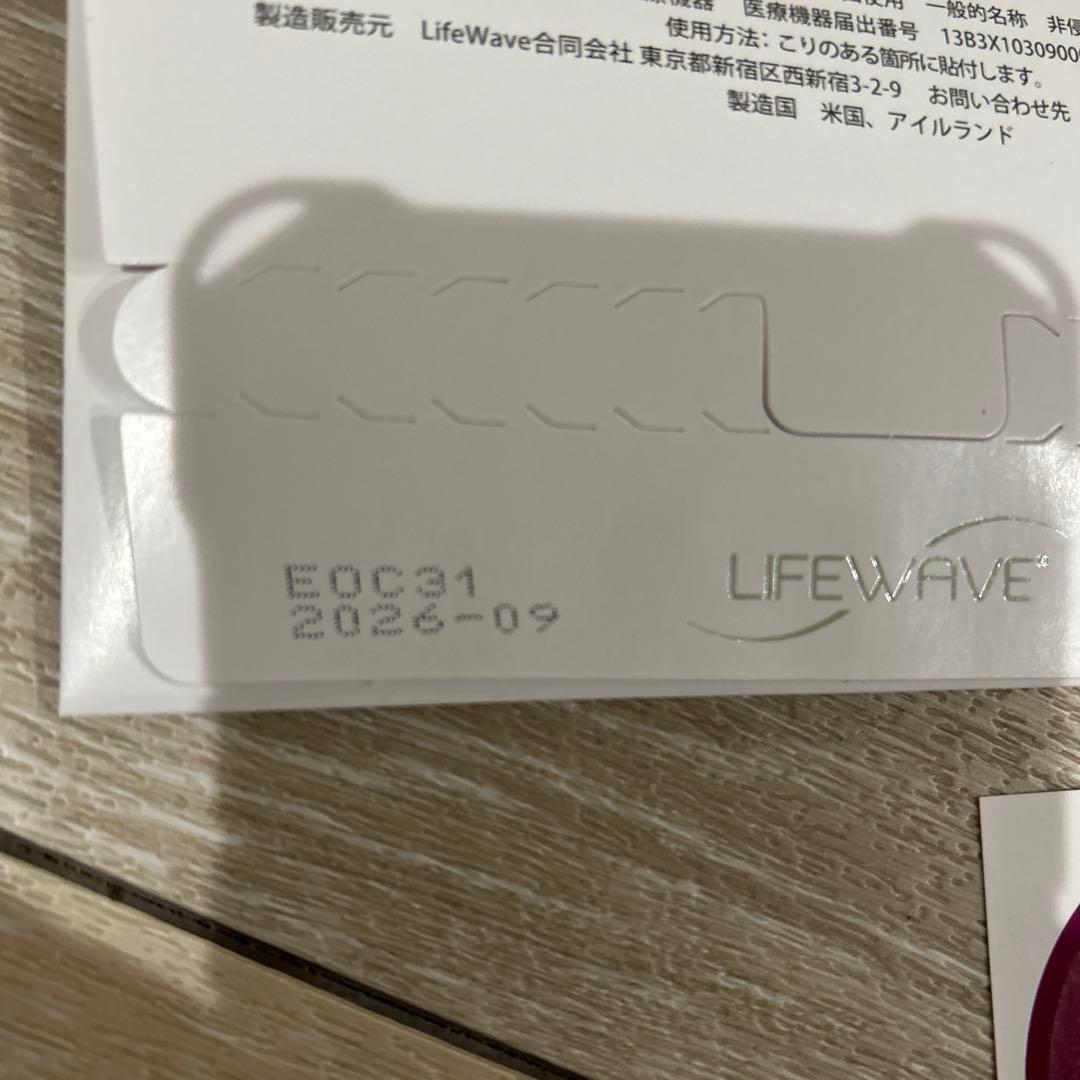 医療機器届出番号 13B3X1030900
使用方法：こりのある箇所に貼付します。
製造販売元 LifeWave合同会社 東京都新宿区西新宿3-2-9 お問い合わせ先
製造国 米国、アイルランド
E0C31
2026-09
LIFEWAVE